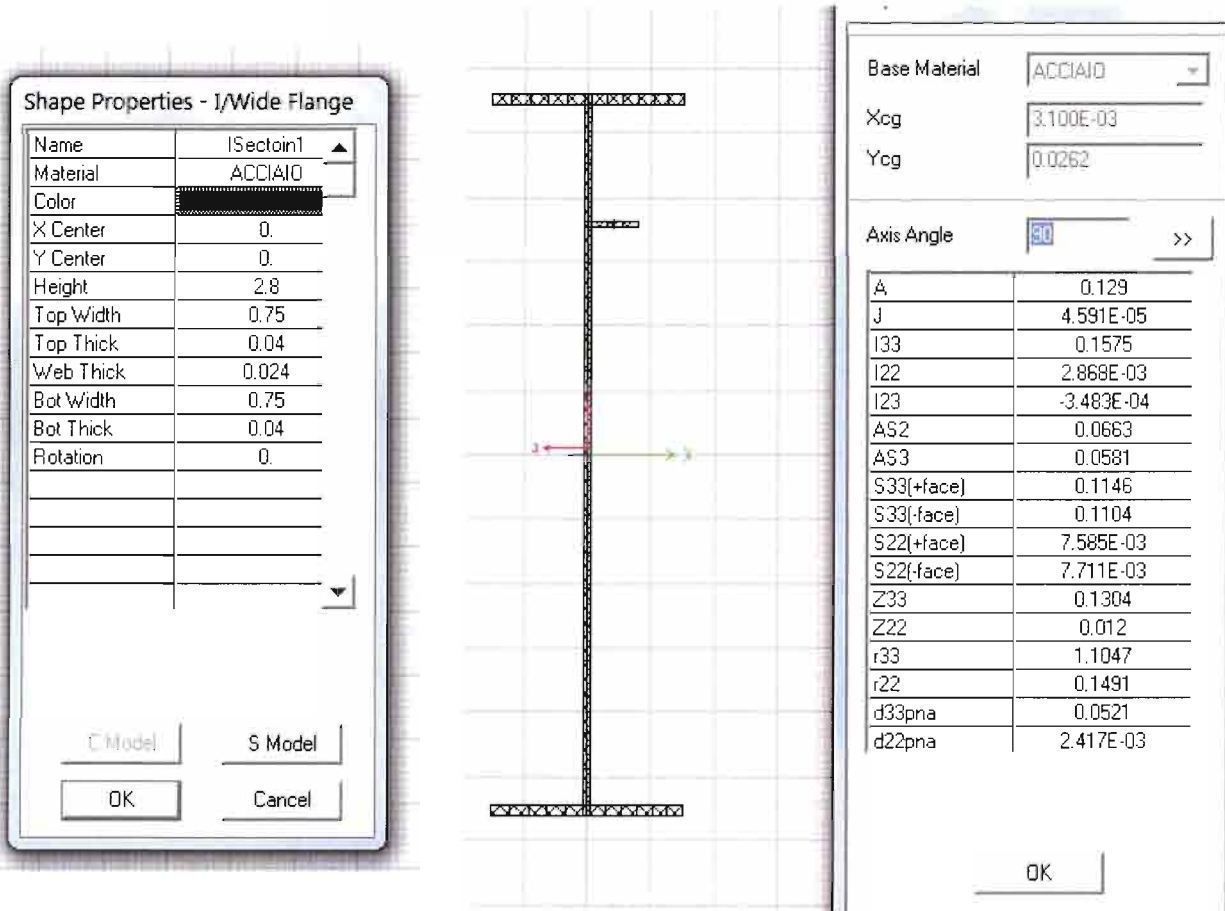 Shape Properties - I/Wide Flange
Name ISectoin1
Material ACCIAIO
Color
X Center 0.
Y Center 0.
Height 2.8
Top Width 0.75
Top Thick 0.04
Web Thick 0.024
Bot Width 0.75
Bot Thick 0.04
Rotation 0.
C Model S Model
OK Cancel
Base Material ACCIAIO
Xcg 3.100E-03
Ycg 0.0262
Axis Angle 90 >>
A 0.129
J 4.591E-05
I33 0.1575
I22 2.868E-03
I23 -3.483E-04
AS2 0.0663
AS3 0.0581
S33(+face) 0.1146
S33(-face) 0.1104
S22(+face) 7.585E-03
S22(-face) 7.711E-03
Z33 0.1304
Z22 0.012
r33 1.1047
r22 0.1491
d33pna 0.0521
d22pna 2.417E-03
OK